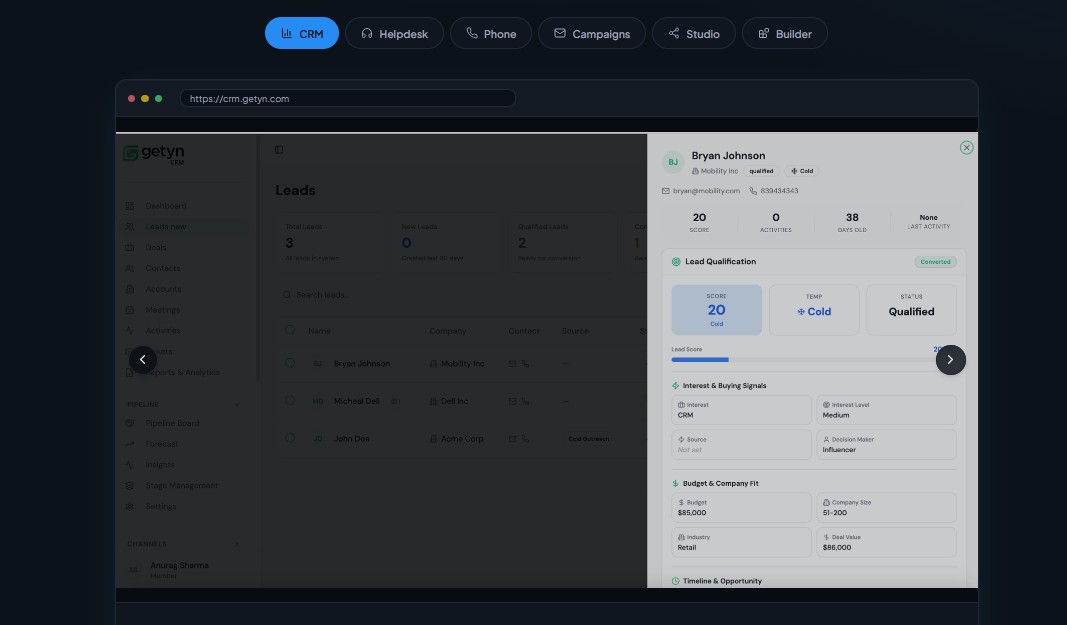 CRM
Helpdesk
Phone
Campaigns
Studio
Builder
https://crm.getyn.com
getyn
CRM
Dashboard
Leads new
Deals
Contacts
Accounts
Meetings
Activities
Reports & Analytics
PIPELINE
Pipeline Board
Forecast
Insights
Stage Management
Settings
CHANNELS
Anurag Sharma
Member
Leads
Total Leads
3
New Leads
0
Created last 30 days
Qualified Leads
2
Ready for conversion
1
Search leads...
Name Company Contact Source
BJ Bryan Johnson Mobility Inc –
MD Micheal Dell Dell Inc –
JD John Doe Acme Corp Cold Outreach
BJ
Bryan Johnson
Mobility Inc qualified Cold
bryan@mobility.com 839434343
20
SCORE
0
ACTIVITIES
38
DAYS OLD
None
LAST ACTIVITY
Lead Qualification
Converted
SCORE
20
Cold
TEMP
Cold
STATUS
Qualified
Lead Score
Interest & Buying Signals
Interest
CRM
Interest Level
Medium
Source
Not set
Decision Maker
Influencer
Budget & Company Fit
Budget
$85,000
Company Size
51-200
Industry
Retail
Deal Value
$86,000
Timeline & Opportunity